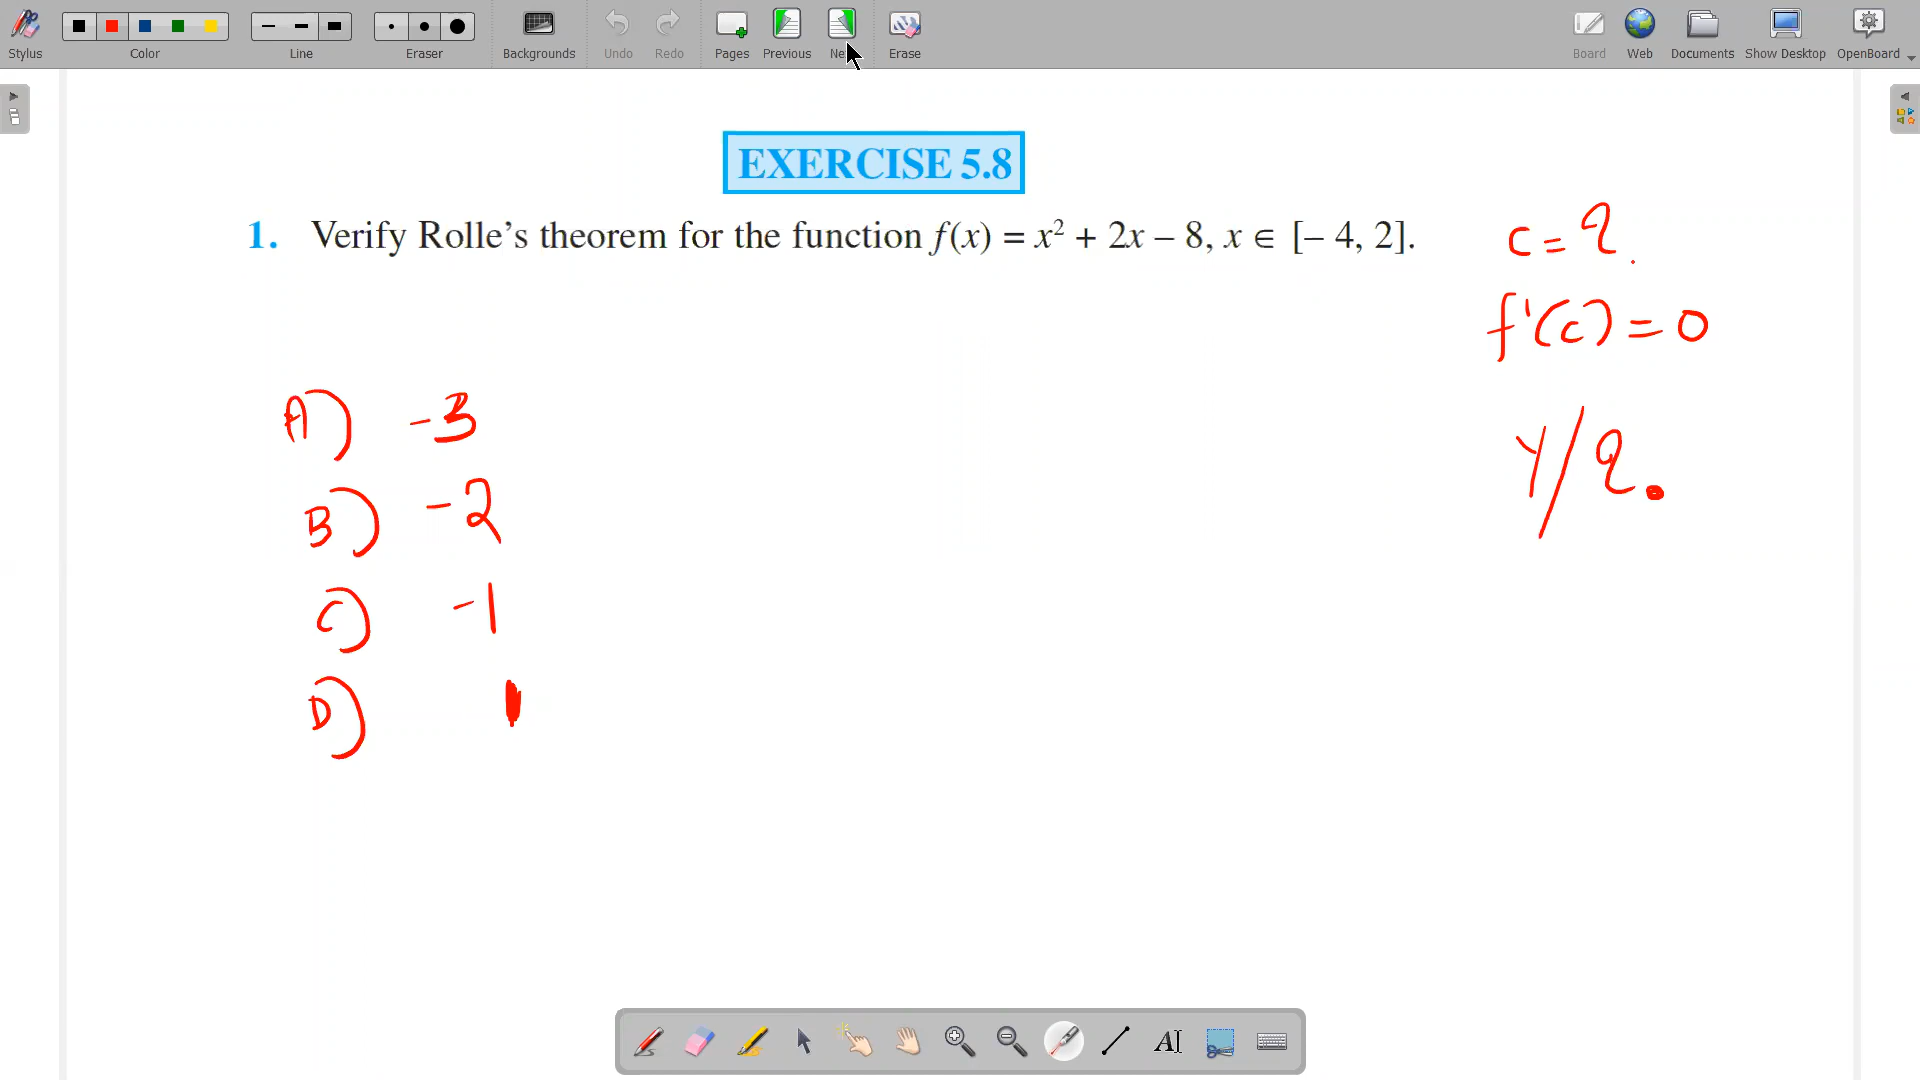 Stylus Color Line Eraser Backgrounds Undo Redo Pages Previous Erase Board Web Documents Show Desktop OpenBoard
EXERCISE 5.8
1. Verify Rolle's theorem for the function f(x) = x² + 2x – 8, x ∈ [– 4, 2].
c = ?
f'(c) = 0
A) -3
Y/
B) -2
C) -1
D) 1